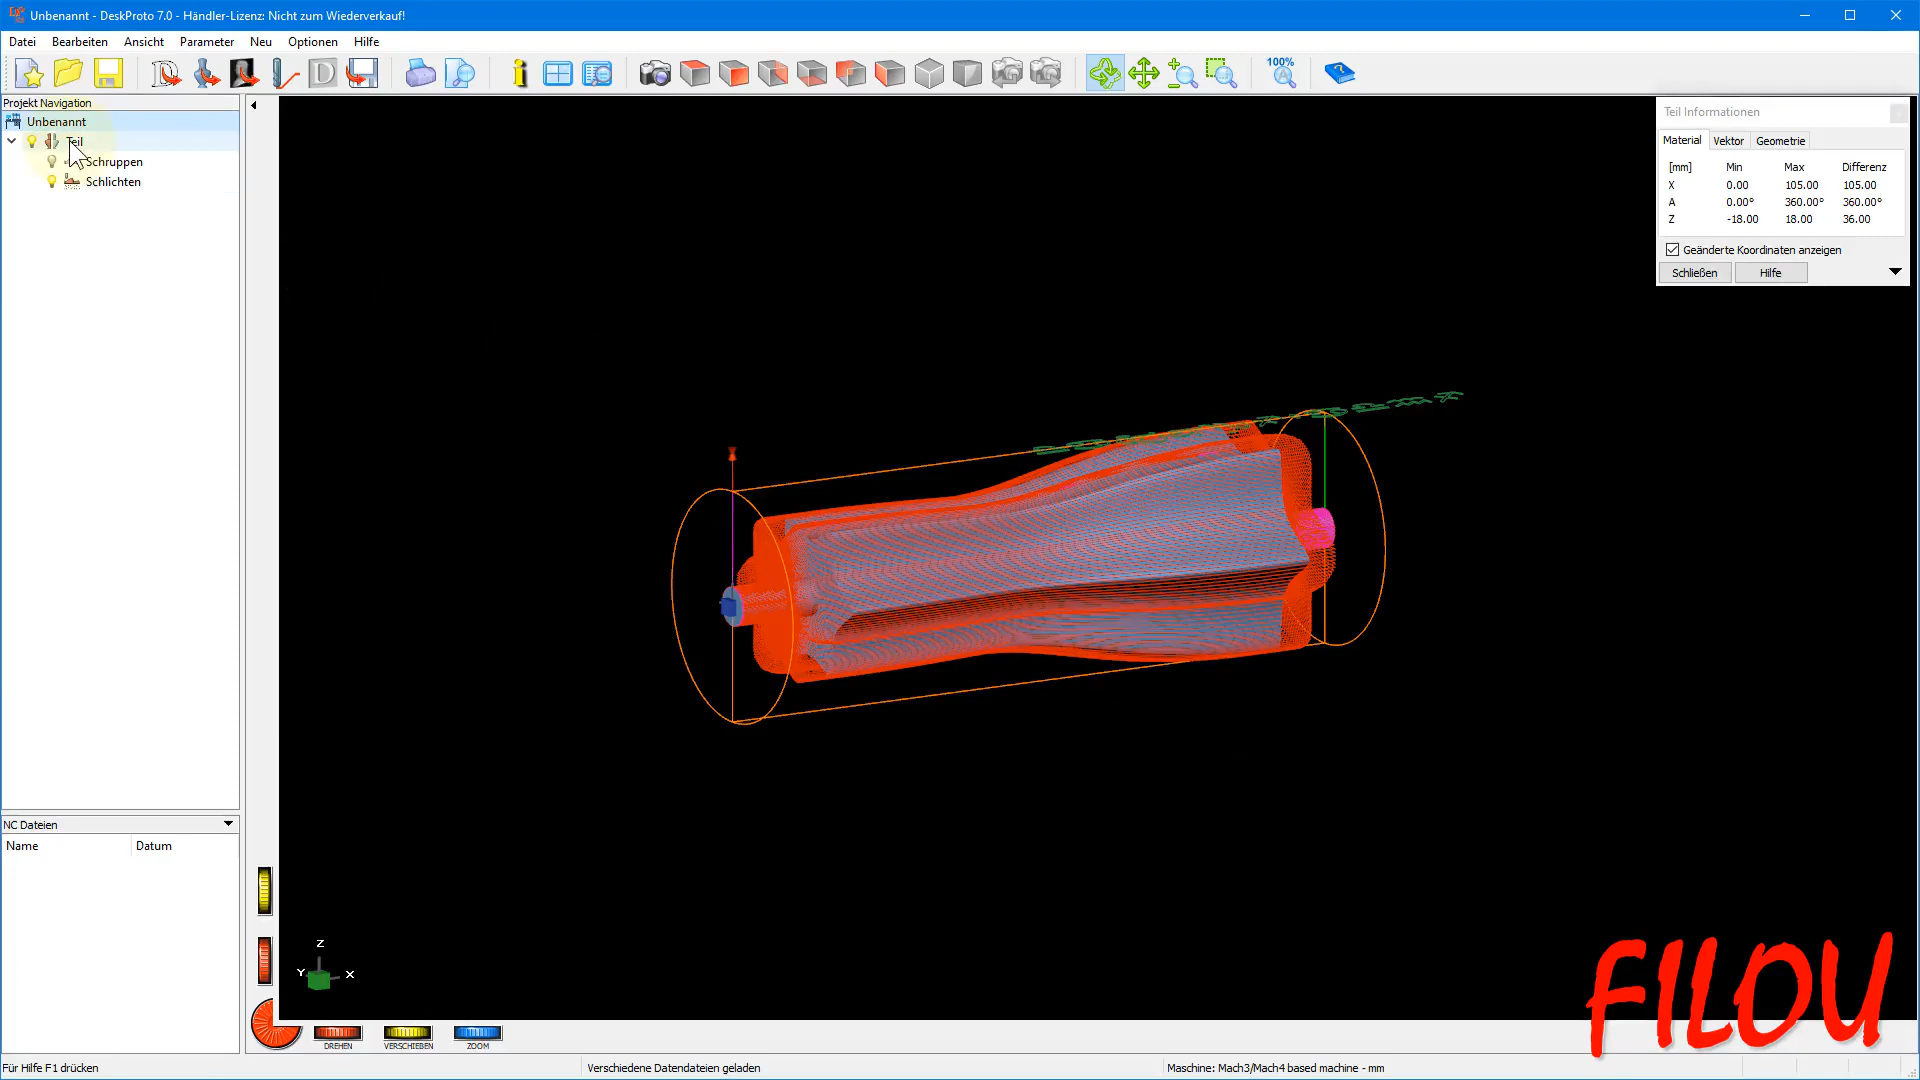 Unbenannt - DeskProto 7.0 - Händler-Lizenz: Nicht zum Wiederverkauf!
Datei Bearbeiten Ansicht Parameter Neu Optionen Hilfe
100%
Projekt Navigation
Unbenannt
Teil
Schruppen
Schlichten
Teil Informationen
Material Vektor Geometrie
[mm] Min Max Differenz
X 0.00 105.00 105.00
A 0.00° 360.00° 360.00°
Z -18.00 18.00 36.00
Geänderte Koordinaten anzeigen
Schließen Hilfe
NC Dateien
Name Datum
Z
Y X
DREHEN VERSCHIEBEN ZOOM
FILOU
Für Hilfe F1 drücken Verschiedene Datendateien geladen Maschine: Mach3/Mach4 based machine - mm